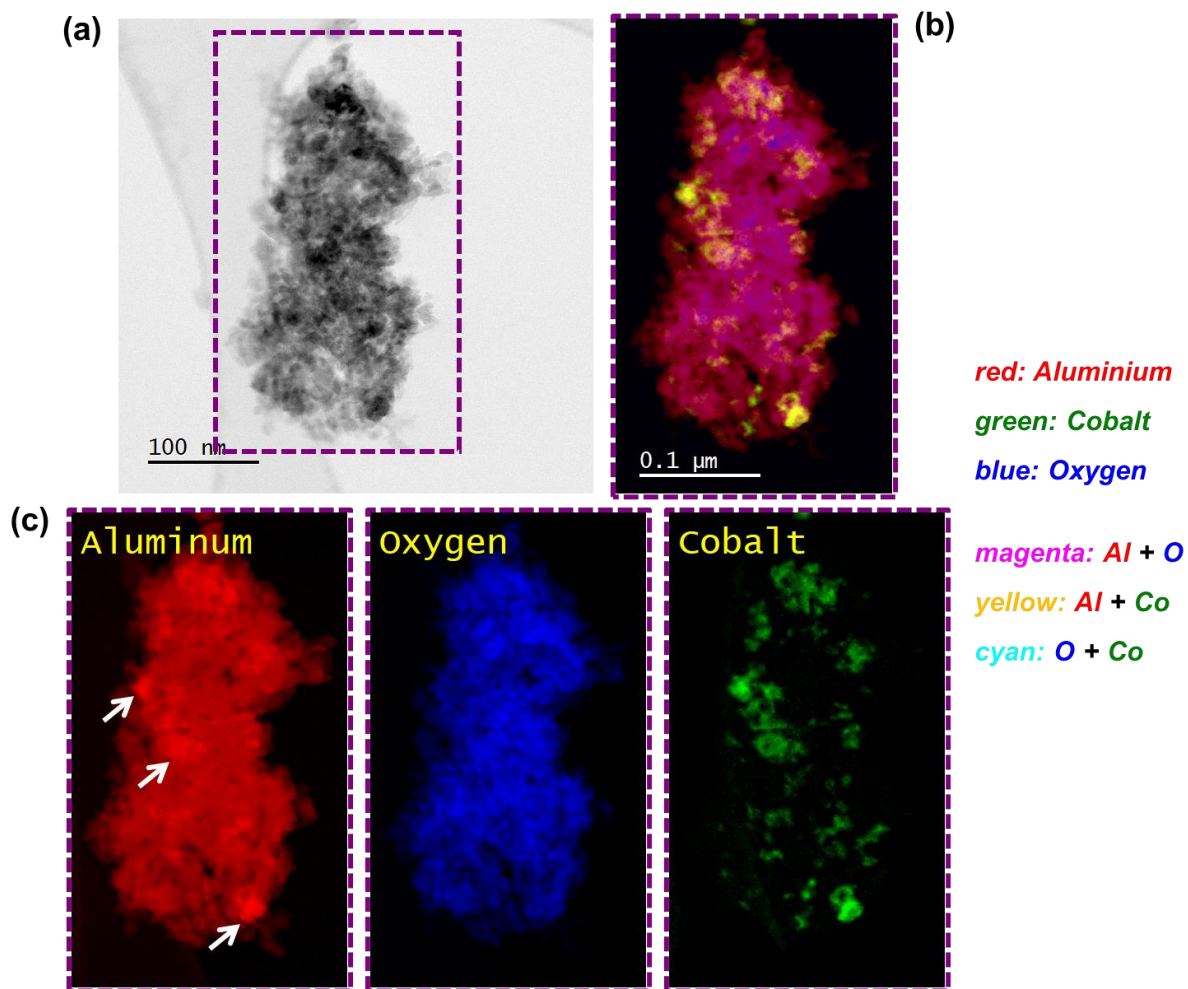 (a)
(b)
100 nm
0.1 µm
red: Aluminium
green: Cobalt
blue: Oxygen
magenta: Al + O
yellow: Al + Co
cyan: O + Co
(c)
Aluminum
Oxygen
Cobalt